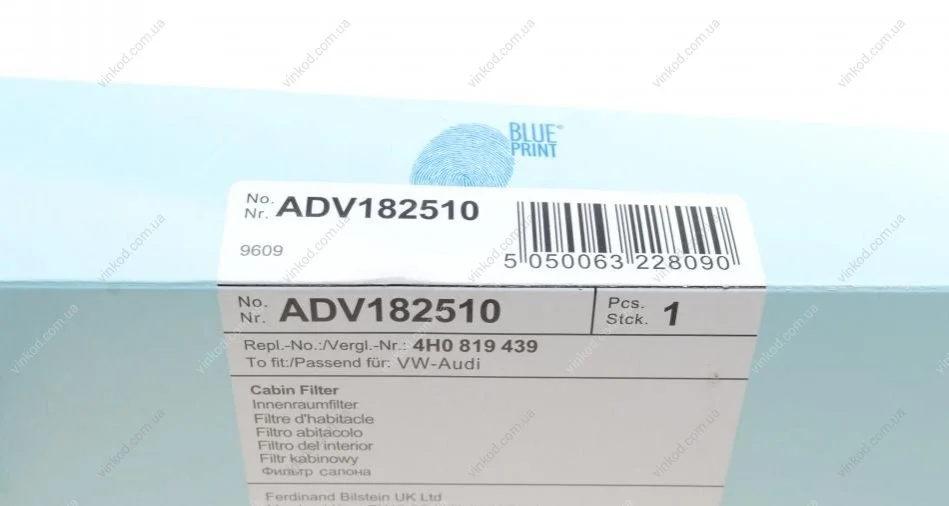 BLUE
PRINT
No.
Nr. ADV182510
9609
5 050063 228090
No.
Nr. ADV182510
Pcs.
Stck. 1
Repl.-No.:/Vergl.-Nr.: 4H0 819 439
To fit:/Passend für: VW-Audi
Cabin Filter
Innenraumfilter
Filtre d'habitacle
Filtro abitacolo
Filtro del interior
Filtr kabinowy
Фильтр салона
Ferdinand Bilstein UK Ltd
vinkod.com.ua